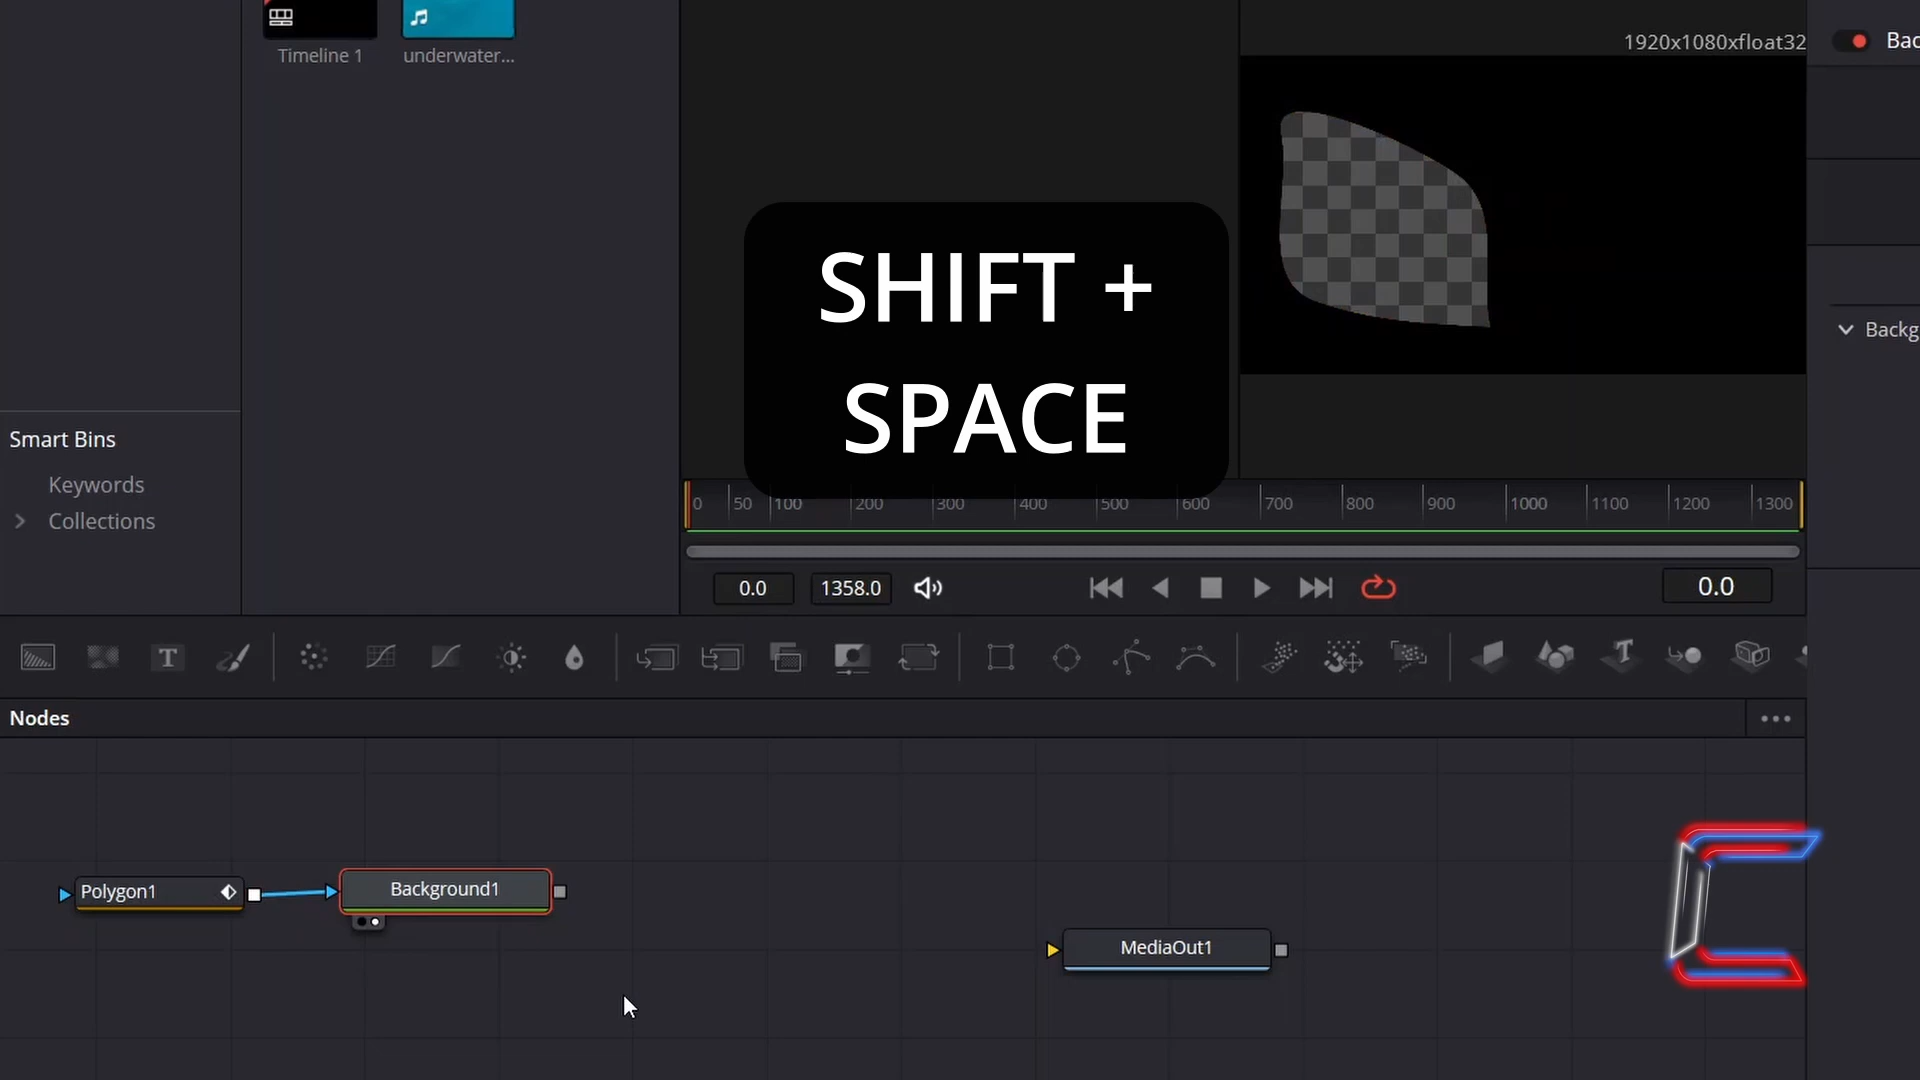 Timeline 1
underwater...
1920x1080xfloat32
Bac
SHIFT +
SPACE
Backg
Smart Bins
Keywords
Collections
0 50 100 200 300 400 500 600 700 800 900 1000 1100 1200 1300
0.0
1358.0
0.0
T
Nodes
Polygon1
Background1
MediaOut1